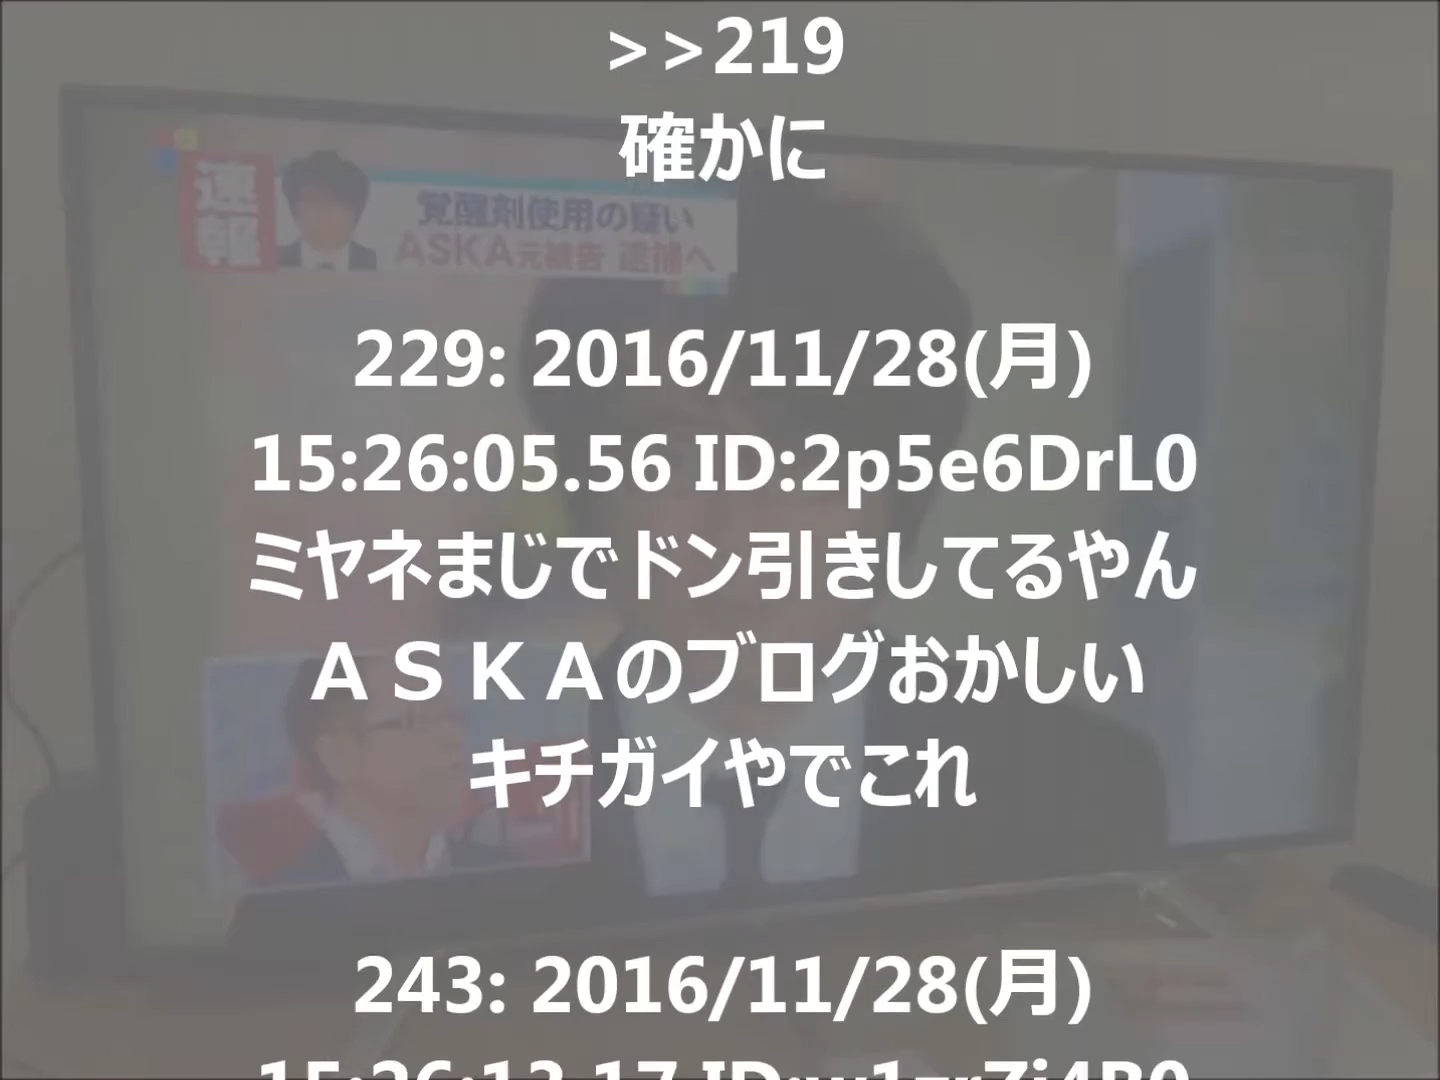 >>219
確かに
速報
覚醒剤使用の疑い
ASKA元被告 逮捕へ
229: 2016/11/28(月)
15:26:05.56 ID:2p5e6DrL0
ミヤネまじでドン引きしてるやん
ＡＳＫＡのブログおかしい
キチガイやでこれ
243: 2016/11/28(月)